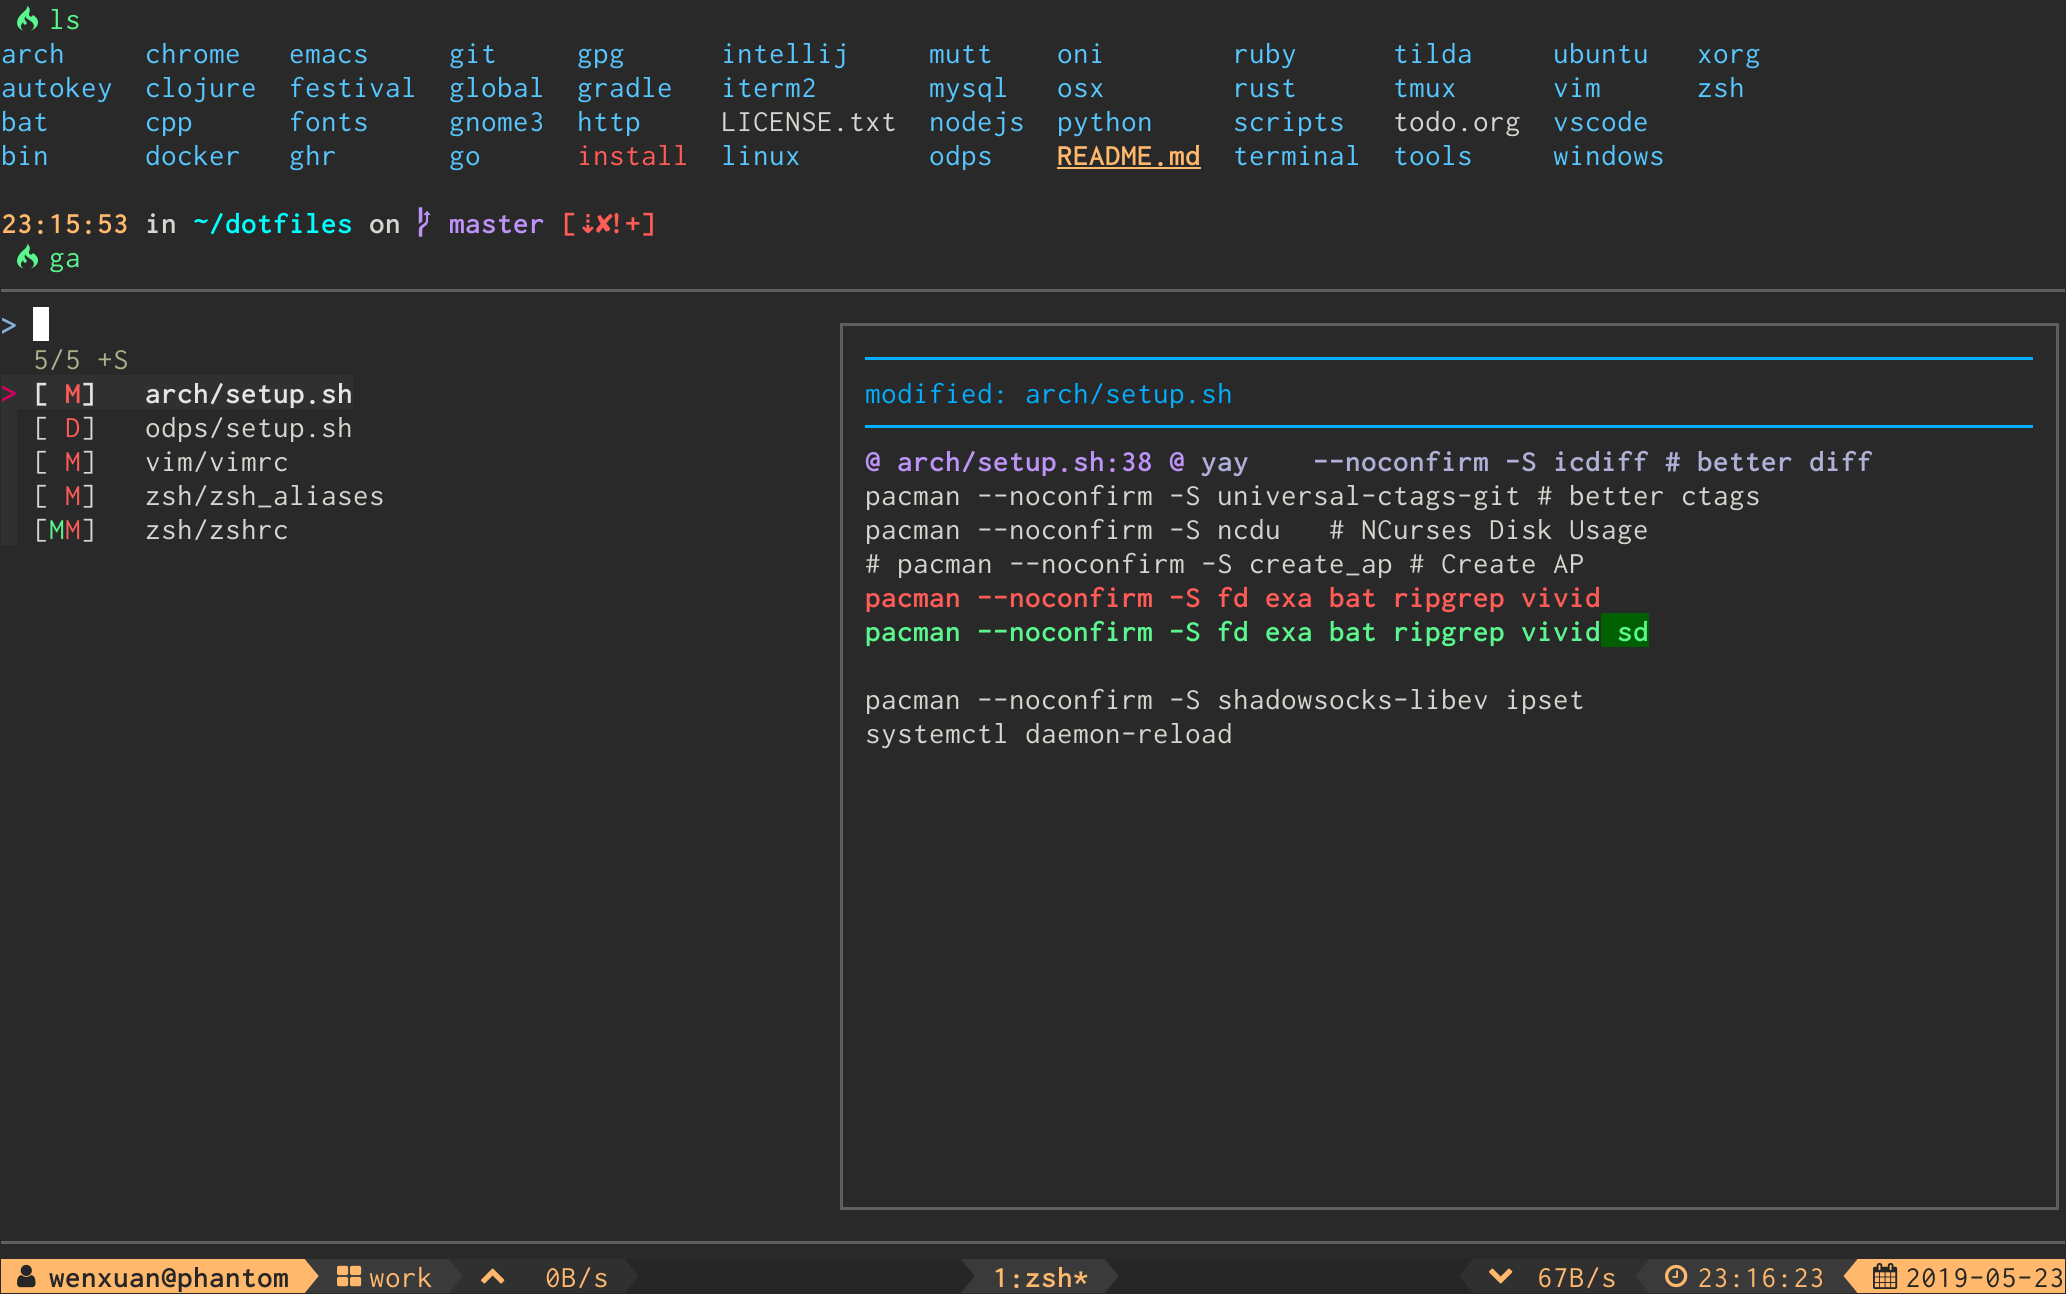 ls
arch chrome emacs git gpg intellij mutt oni ruby tilda ubuntu xorg
autokey clojure festival global gradle iterm2 mysql osx rust tmux vim zsh
bat cpp fonts gnome3 http LICENSE.txt nodejs python scripts todo.org vscode
bin docker ghr go install linux odps README.md terminal tools windows
23:15:53 in ~/dotfiles on master [⇣✘!+]
ga
>
5/5 +S
> [ M] arch/setup.sh
[ D] odps/setup.sh
[ M] vim/vimrc
[ M] zsh/zsh_aliases
[MM] zsh/zshrc
modified: arch/setup.sh
@ arch/setup.sh:38 @ yay --noconfirm -S icdiff # better diff
pacman --noconfirm -S universal-ctags-git # better ctags
pacman --noconfirm -S ncdu # NCurses Disk Usage
# pacman --noconfirm -S create_ap # Create AP
pacman --noconfirm -S fd exa bat ripgrep vivid
pacman --noconfirm -S fd exa bat ripgrep vivid sd
pacman --noconfirm -S shadowsocks-libev ipset
systemctl daemon-reload
wenxuan@phantom work 0B/s 1:zsh* 67B/s 23:16:23 2019-05-23